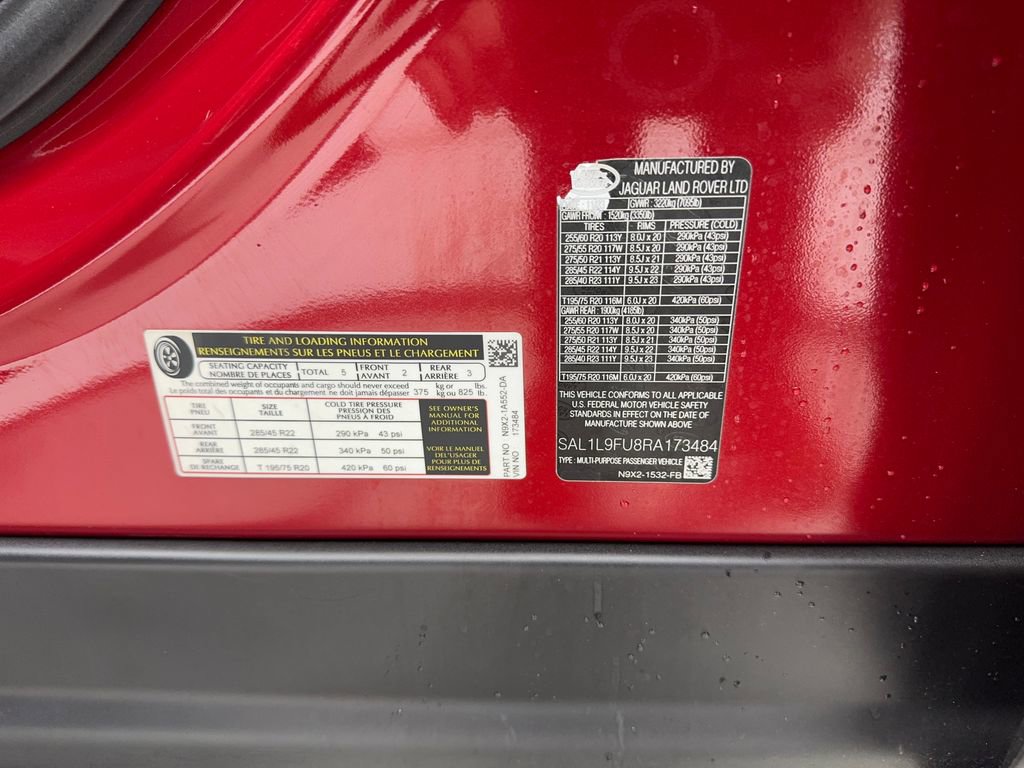 TIRE AND LOADING INFORMATION
RENSEIGNEMENTS SUR LES PNEUS ET LE CHARGEMENT
SEATING CAPACITY
NOMBRE DE PLACES
TOTAL 5
FRONT
AVANT 2
REAR
ARRIÈRE 3
The combined weight of occupants and cargo should never exceed
Le poids total des occupants et du chargement ne doit jamais dépasser
375 kg or
kg ou 825 lbs.
lb.
TIRE
PNEU
SIZE
TAILLE
COLD TIRE PRESSURE
PRESSION DES
PNEUS À FROID
FRONT
AVANT
285/45 R22 290 kPa 43 psi
REAR
ARRIÈRE
285/45 R22 340 kPa 50 psi
SPARE
DE RECHANGE
T 195/75 R20 420 kPa 60 psi
SEE OWNER'S
MANUAL FOR
ADDITIONAL
INFORMATION
VOIR LE MANUEL
DEL'USAGER
POUR PLUS DE
RENSEIGNEMENTS
PART NO N9X2-1A552-DA
VIN NO 173484
MANUFACTURED BY
JAGUAR LAND ROVER LTD
GVWR : 3220kg (7095lb)
GAWR FRONT : 1520kg (3350lb)
TIRES RIMS PRESSURE (COLD)
255/60 R20 113Y 8.0J x 20 290kPa (43psi)
275/55 R20 117W 8.5J x 20 290kPa (43psi)
275/50 R21 113Y 8.5J x 21 290kPa (43psi)
285/45 R22 114Y 9.5J x 22 290kPa (43psi)
285/40 R23 111Y 9.5J x 23 290kPa (43psi)
T195/75 R20 116M 6.0J x 20 420kPa (60psi)
GAWR REAR : 1900kg (4185lb)
255/60 R20 113Y 8.0J x 20 340kPa (50psi)
275/55 R20 117W 8.5J x 20 340kPa (50psi)
275/50 R21 113Y 8.5J x 21 340kPa (50psi)
285/45 R22 114Y 9.5J x 22 340kPa (50psi)
285/40 R23 111Y 9.5J x 23 340kPa (50psi)
T195/75 R20 116M 6.0J x 20 420kPa (60psi)
THIS VEHICLE CONFORMS TO ALL APPLICABLE
U.S. FEDERAL MOTOR VEHICLE SAFETY
STANDARDS IN EFFECT ON THE DATE OF
MANUFACTURE SHOWN ABOVE.
SAL1L9FU8RA173484
TYPE : MULTI-PURPOSE PASSENGER VEHICLE
N9X2-1532-FB